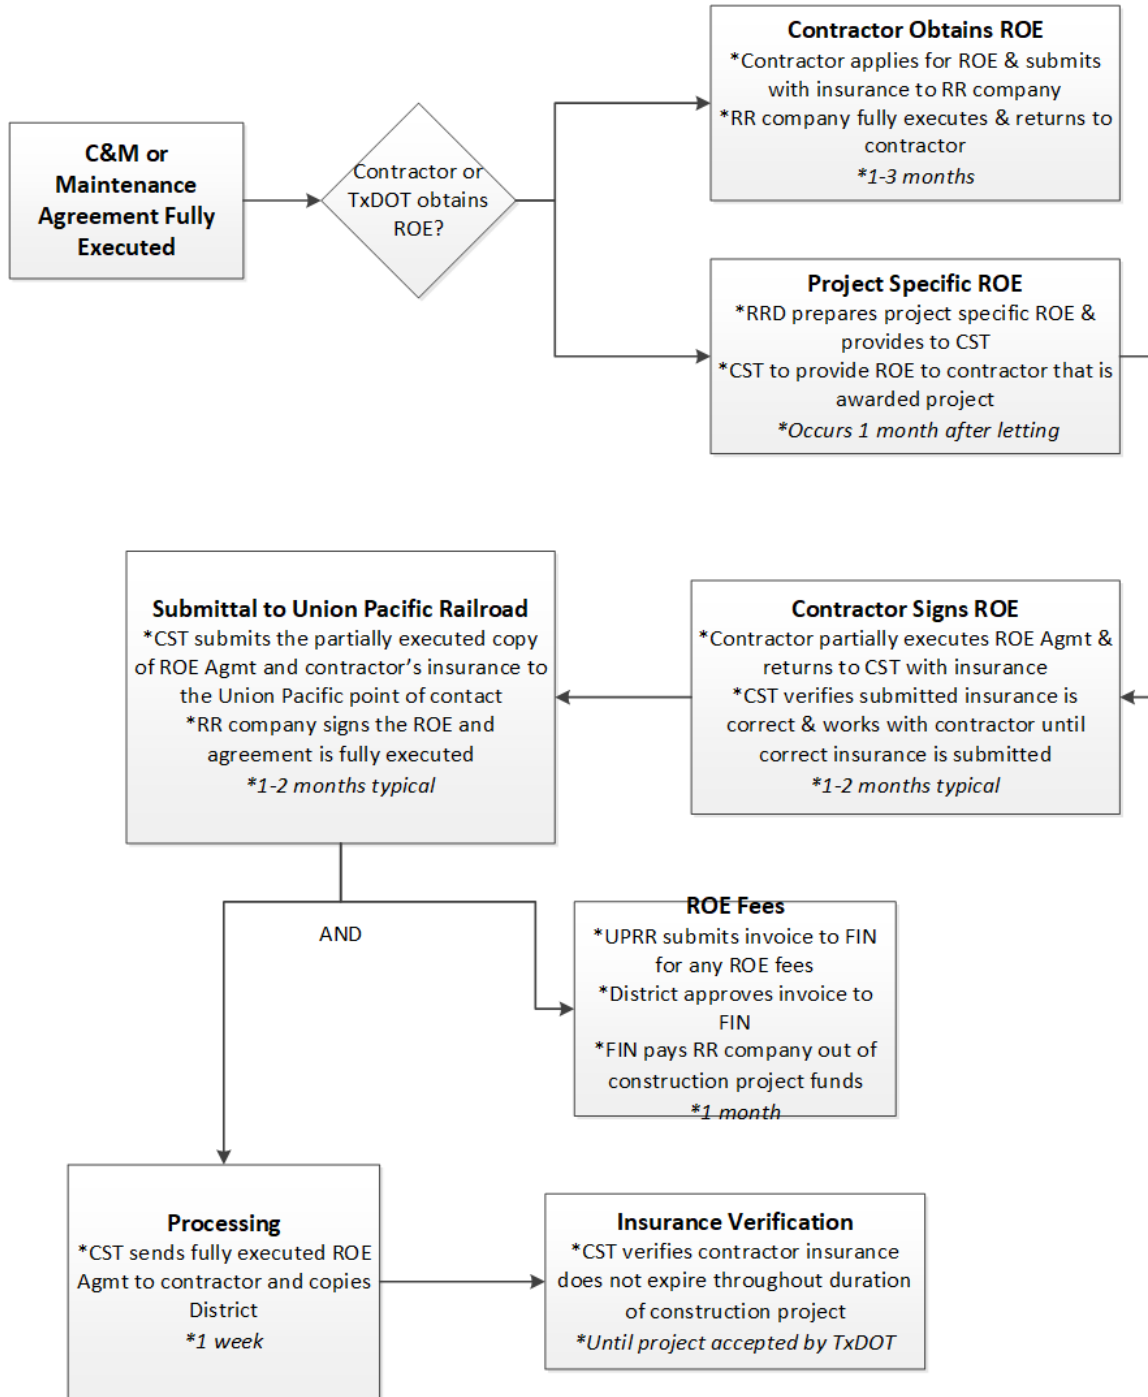 C&M or
Maintenance
Agreement Fully
Executed
Contractor or
TxDOT obtains
ROE?
Contractor Obtains ROE
*Contractor applies for ROE & submits
with insurance to RR company
*RR company fully executes & returns to
contractor
*1-3 months
Project Specific ROE
*RRD prepares project specific ROE &
provides to CST
*CST to provide ROE to contractor that is
awarded project
*Occurs 1 month after letting
Contractor Signs ROE
*Contractor partially executes ROE Agmt &
returns to CST with insurance
*CST verifies submitted insurance is
correct & works with contractor until
correct insurance is submitted
*1-2 months typical
Submittal to Union Pacific Railroad
*CST submits the partially executed copy
of ROE Agmt and contractor’s insurance to
the Union Pacific point of contact
*RR company signs the ROE and
agreement is fully executed
*1-2 months typical
AND
ROE Fees
*UPRR submits invoice to FIN
for any ROE fees
*District approves invoice to
FIN
*FIN pays RR company out of
construction project funds
*1 month
Processing
*CST sends fully executed ROE
Agmt to contractor and copies
District
*1 week
Insurance Verification
*CST verifies contractor insurance
does not expire throughout duration
of construction project
*Until project accepted by TxDOT